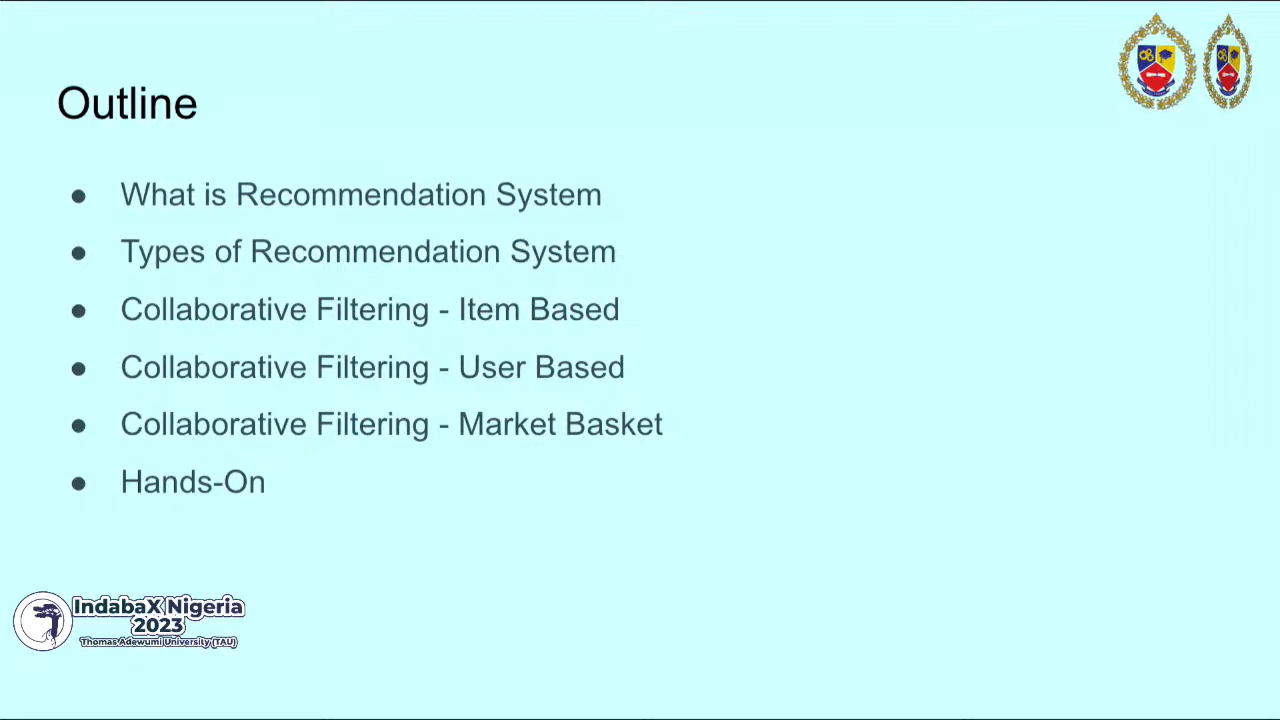 Outline
● What is Recommendation System
● Types of Recommendation System
● Collaborative Filtering - Item Based
● Collaborative Filtering - User Based
● Collaborative Filtering - Market Basket
● Hands-On
IndabaX Nigeria
2023
Thomas Adewumi University (TAU)